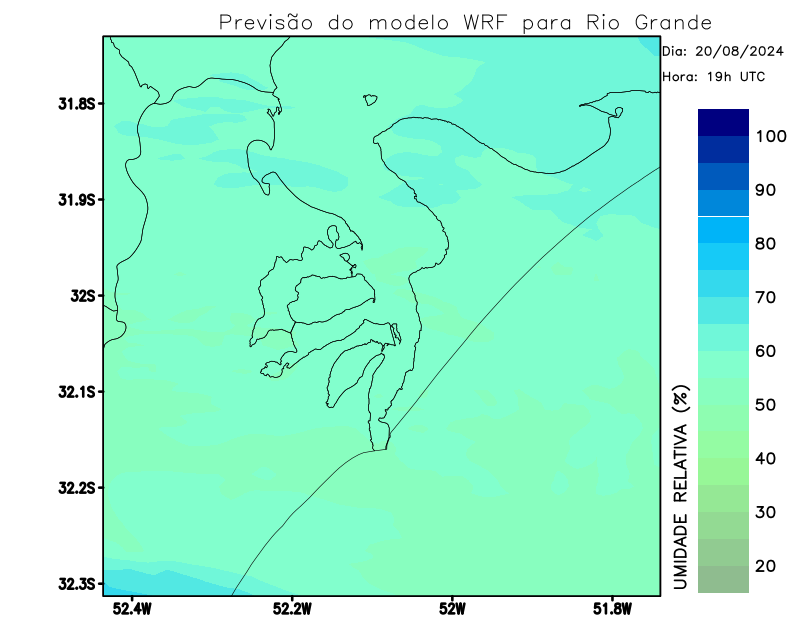 Previsão do modelo WRF para Rio Grande
Dia: 20/08/2024
Hora: 19h UTC
31.8S
31.9S
32S
32.1S
32.2S
32.3S
52.4W
52.2W
52W
51.8W
100
90
80
70
60
50
40
30
20
UMIDADE RELATIVA (%)